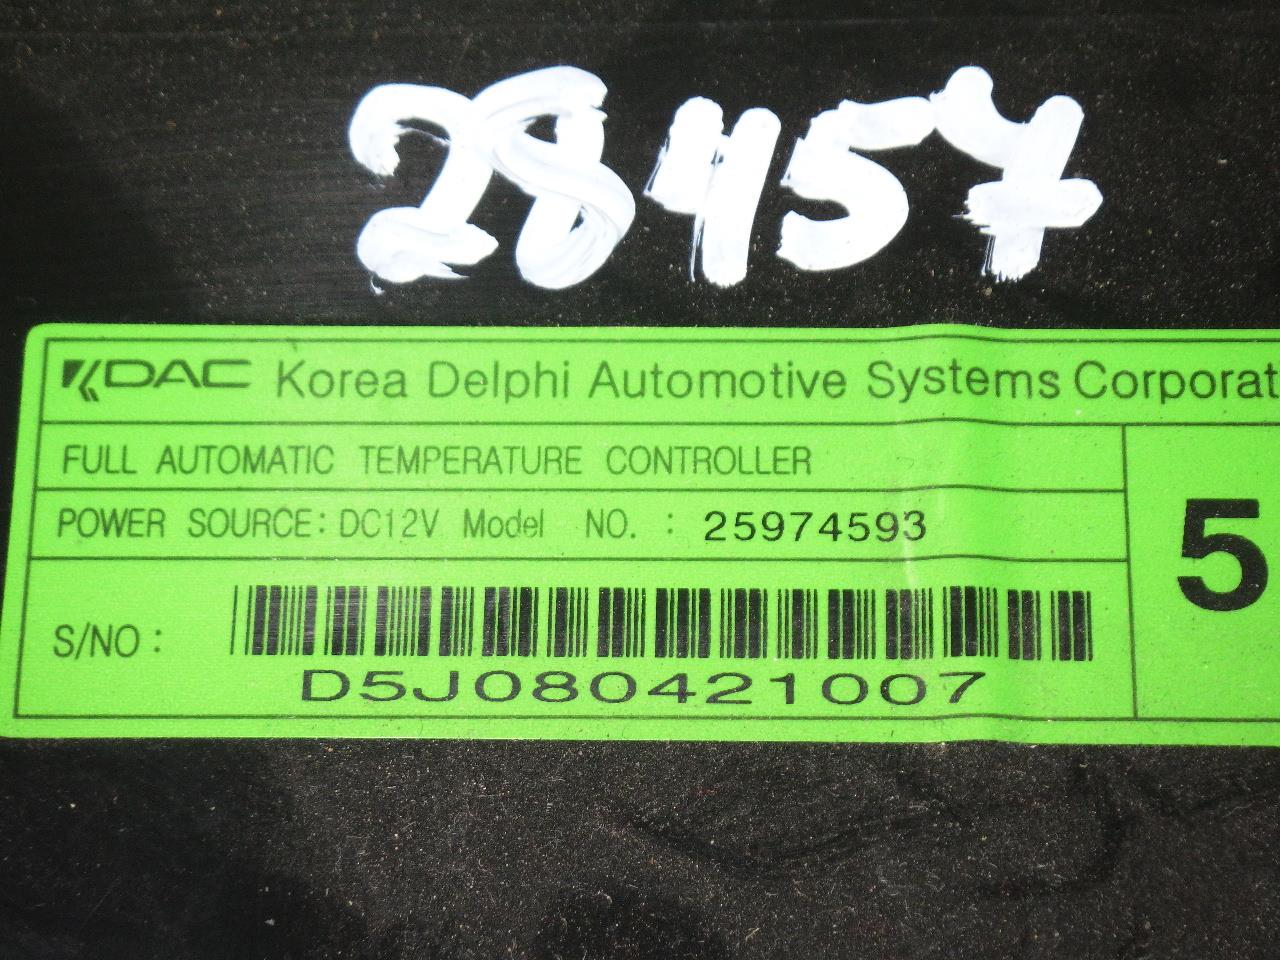 28457
KDAC Korea Delphi Automotive Systems Corporat
FULL AUTOMATIC TEMPERATURE CONTROLLER
POWER SOURCE: DC12V Model NO. : 25974593
5
S/NO :
D5J080421007